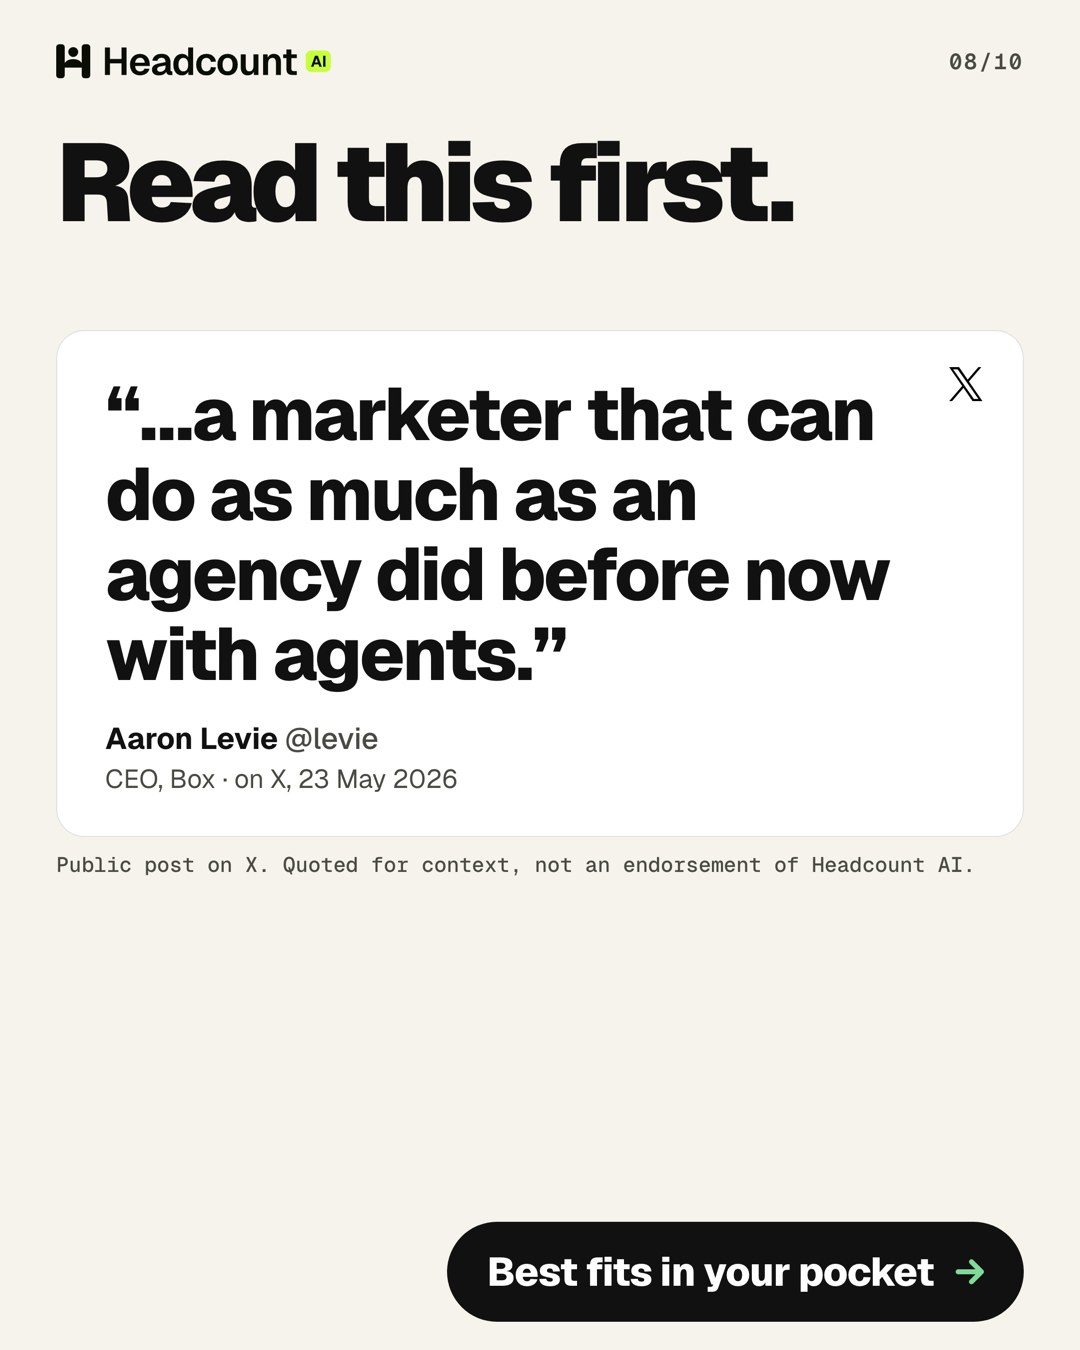 Headcount AI
08/10
Read this first.
“...a marketer that can
do as much as an
agency did before now
with agents.”
Aaron Levie @levie
CEO, Box · on X, 23 May 2026
Public post on X. Quoted for context, not an endorsement of Headcount AI.
Best fits in your pocket →